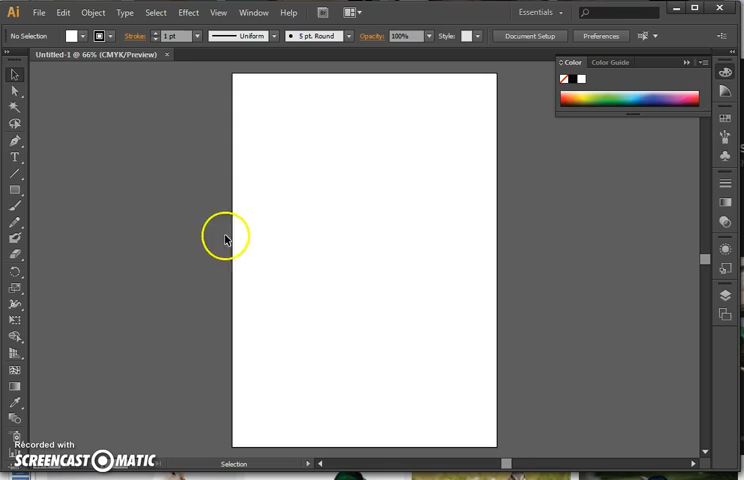 Ai File Edit Object Type Select Effect View Window Help Br Essentials
No Selection Stroke: 1 pt Uniform 5 pt. Round Opacity: 100% Style: Document Setup Preferences
Untitled-1 @ 66% (CMYK/Preview) ×
Color Color Guide
T
Recorded with
SCREENCAST-O-MATIC
Selection